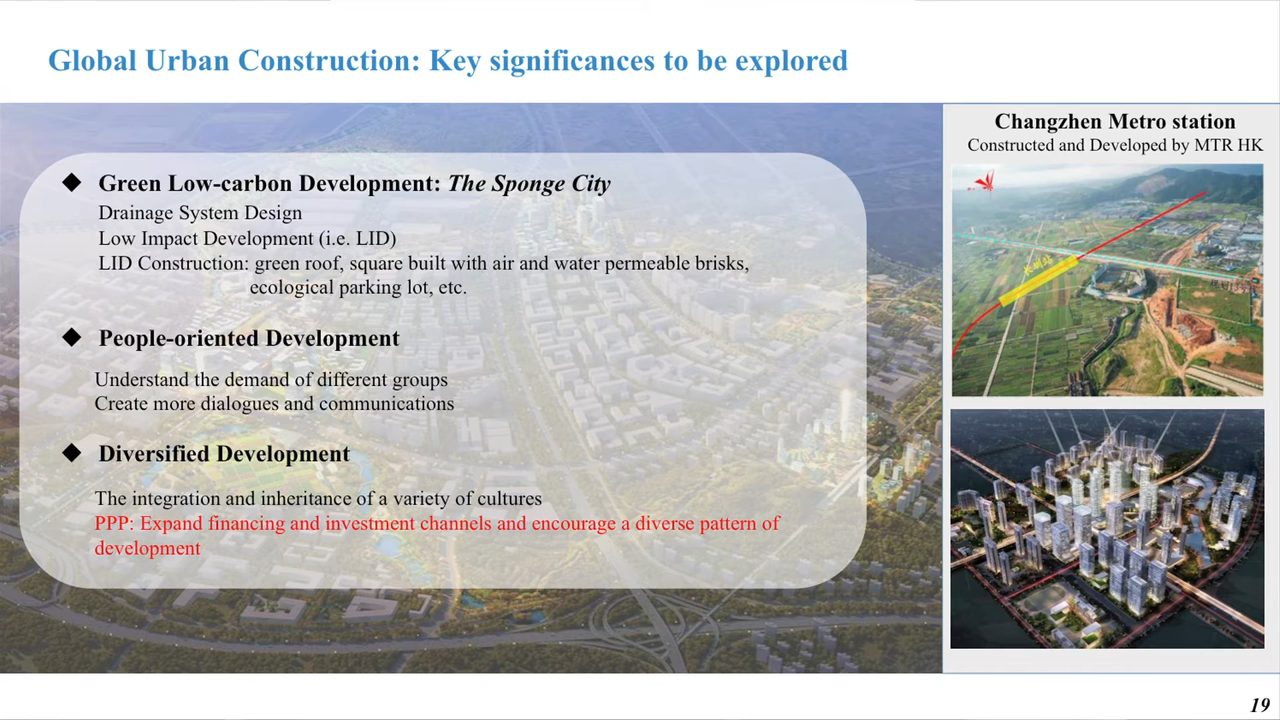 Global Urban Construction: Key significances to be explored
Changzhen Metro station
Constructed and Developed by MTR HK
◆ Green Low-carbon Development: The Sponge City
Drainage System Design
Low Impact Development (i.e. LID)
LID Construction: green roof, square built with air and water permeable brisks,
ecological parking lot, etc.
◆ People-oriented Development
Understand the demand of different groups
Create more dialogues and communications
◆ Diversified Development
The integration and inheritance of a variety of cultures
PPP: Expand financing and investment channels and encourage a diverse pattern of
development
长圳站
19